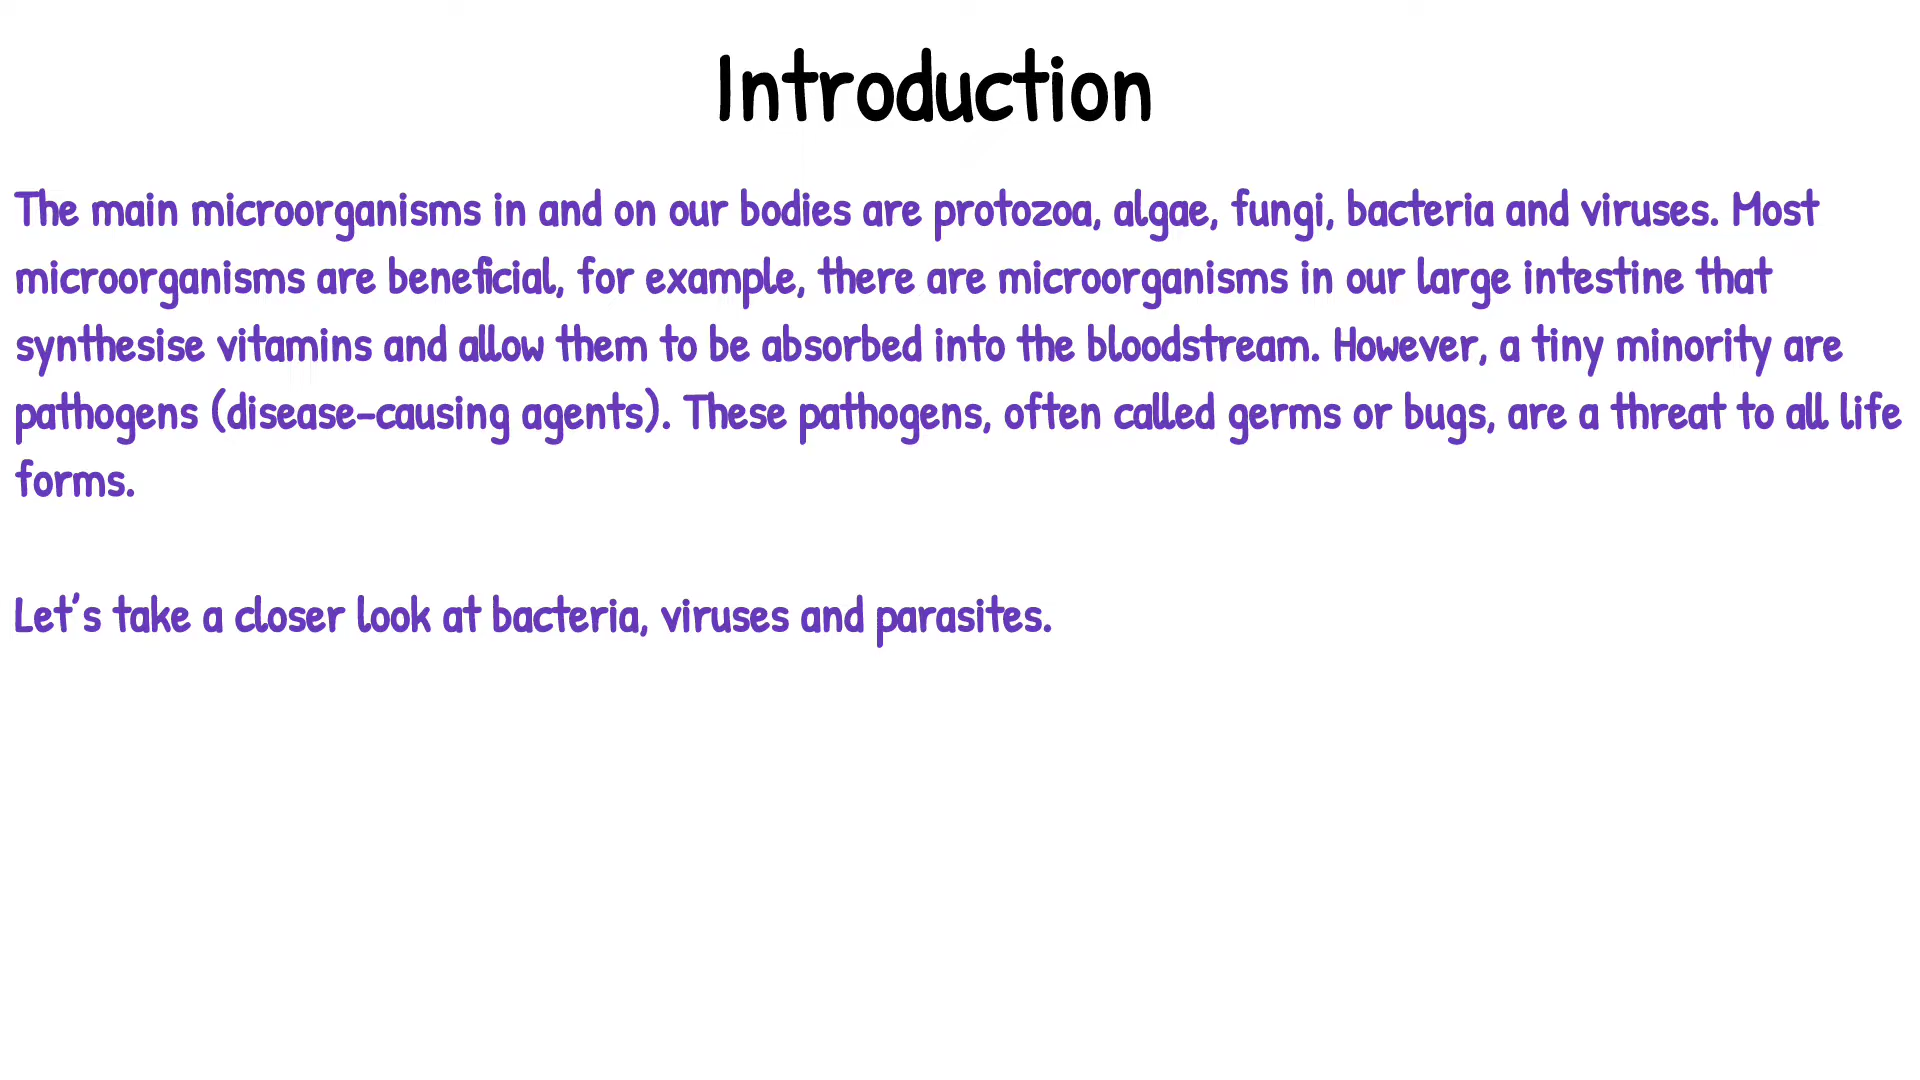 Introduction
The main microorganisms in and on our bodies are protozoa, algae, fungi, bacteria and viruses. Most
microorganisms are beneficial, for example, there are microorganisms in our large intestine that
synthesise vitamins and allow them to be absorbed into the bloodstream. However, a tiny minority are
pathogens (disease-causing agents). These pathogens, often called germs or bugs, are a threat to all life
forms.
Let's take a closer look at bacteria, viruses and parasites.